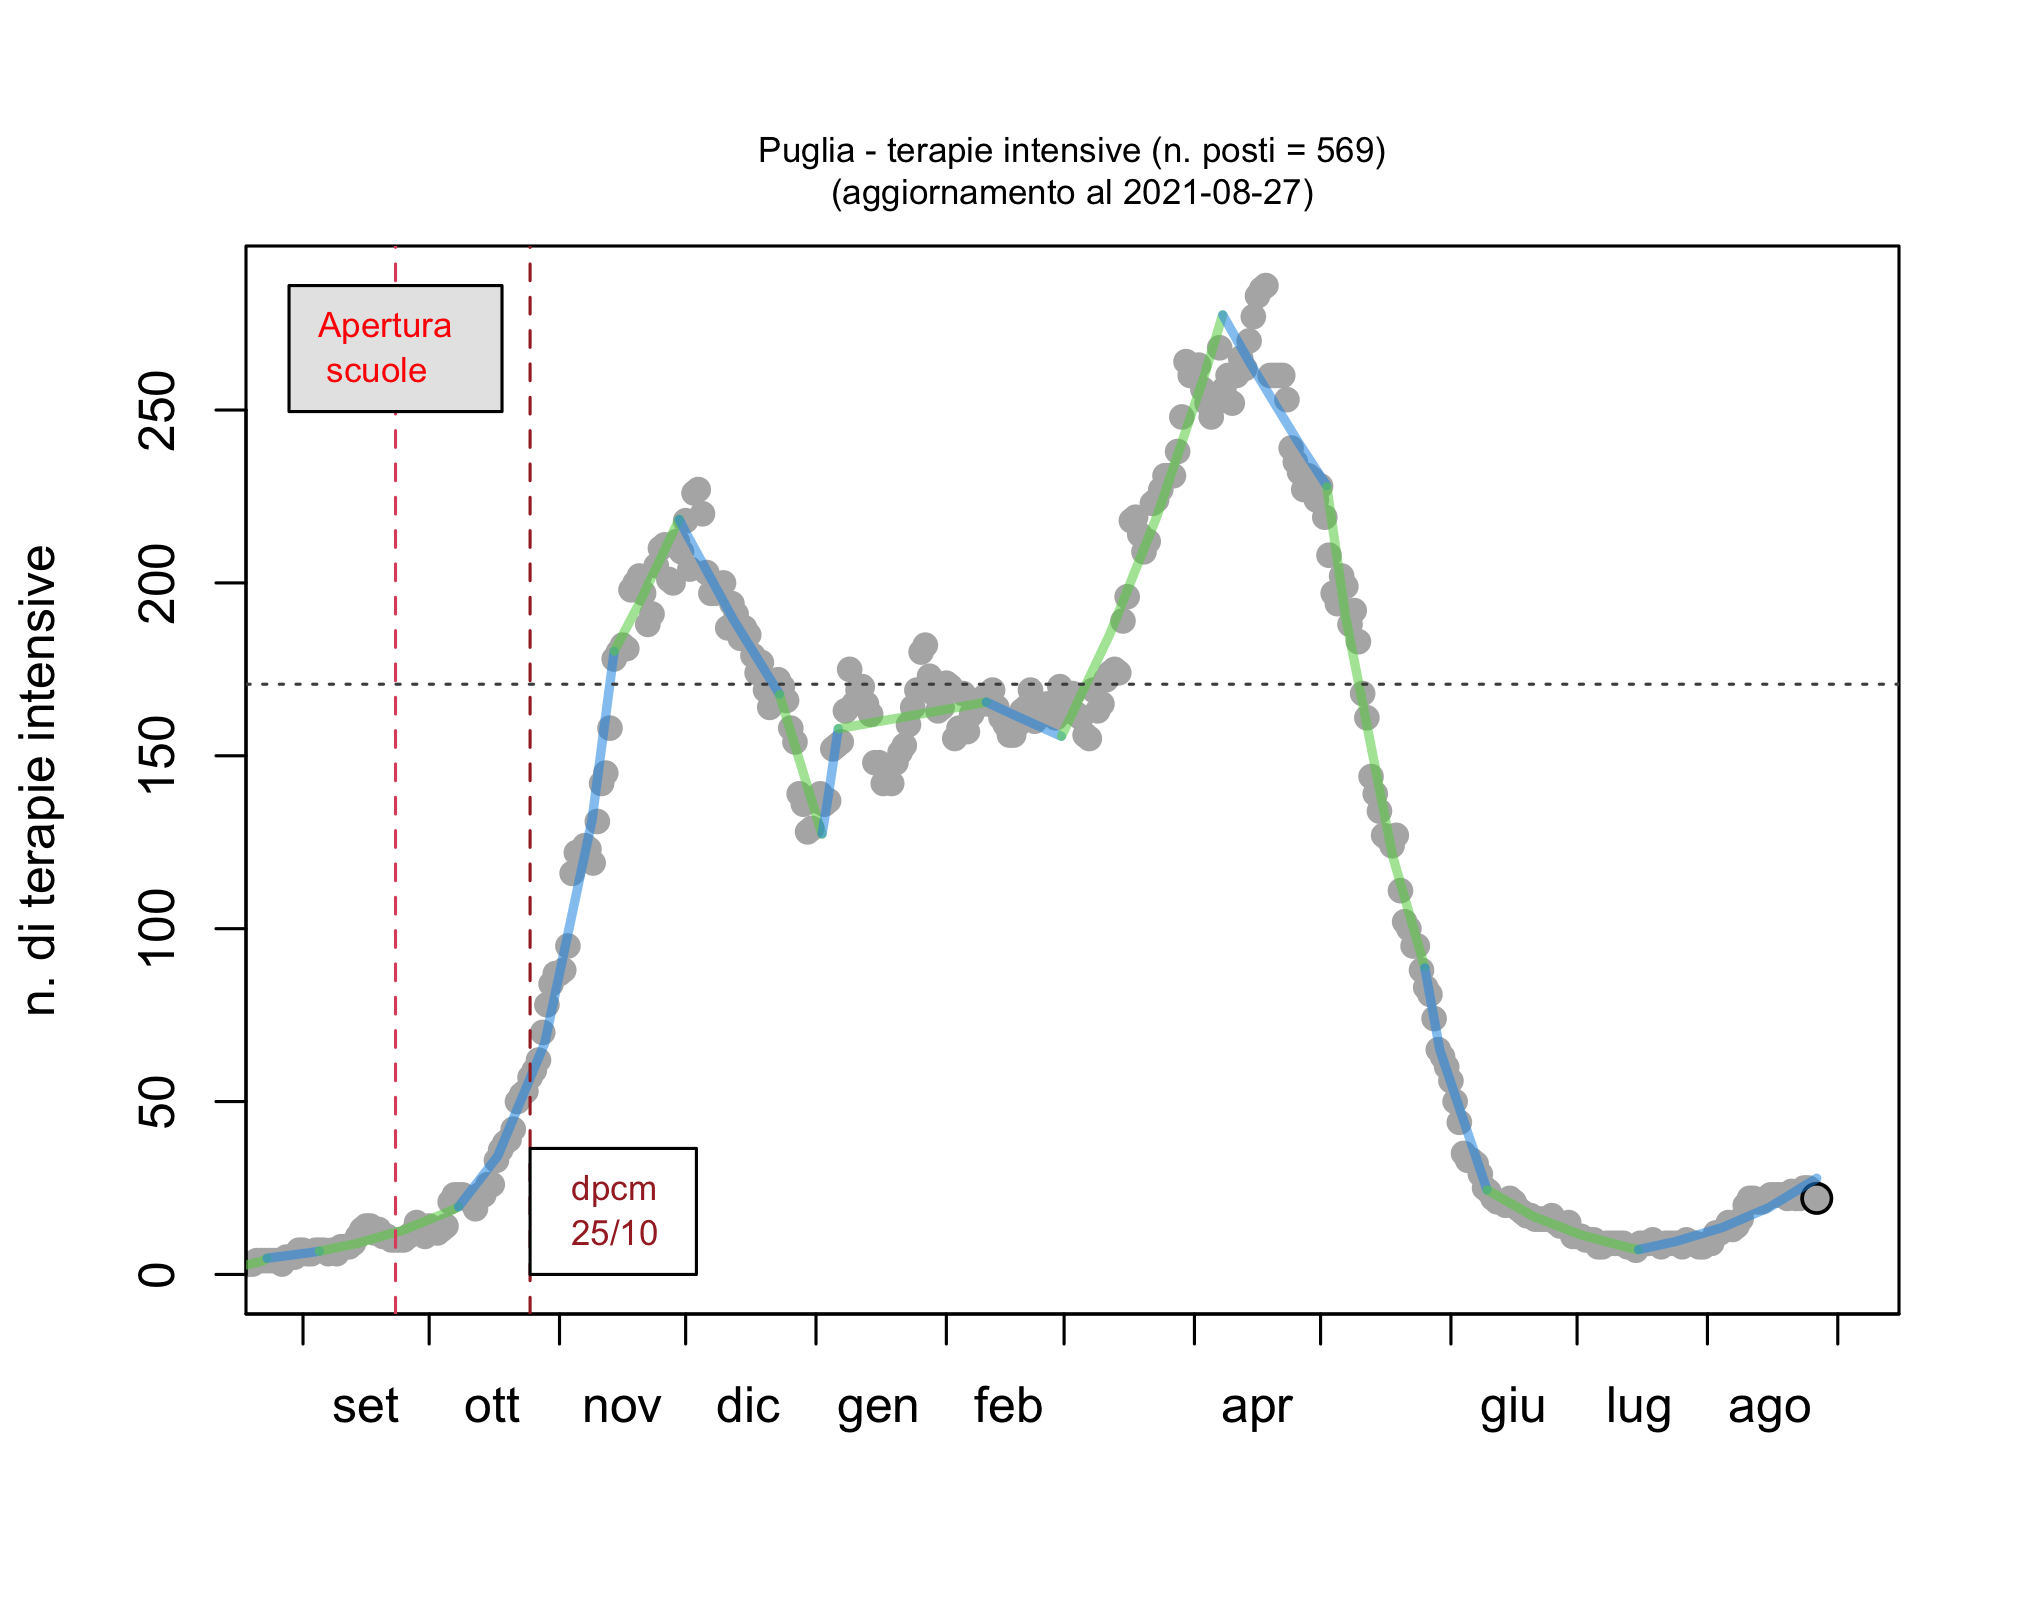 Puglia - terapie intensive (n. posti = 569)
(aggiornamento al 2021-08-27)
Apertura
scuole
n. di terapie intensive
250
200
150
100
50
0
dpcm
25/10
set ott nov dic gen feb apr giu lug ago